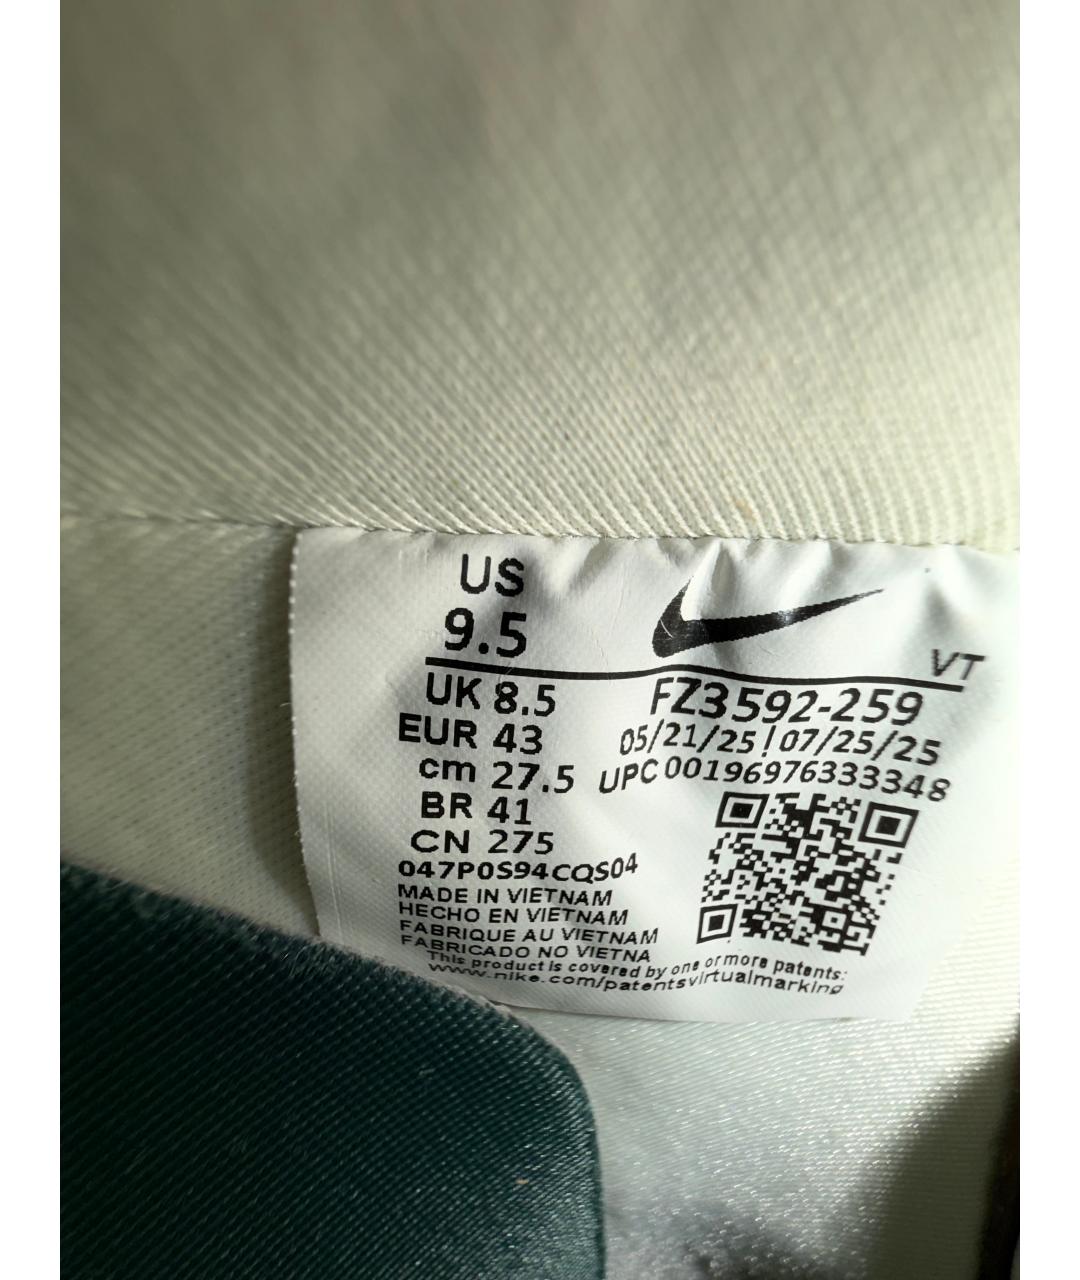 US
9.5
VT
UK 8.5
FZ3592-259
EUR 43
05/21/25 | 07/25/25
cm 27.5
UPC 00196976333348
BR 41
CN 275
047P0S94CQS04
MADE IN VIETNAM
HECHO EN VIETNAM
FABRIQUE AU VIETNAM
FABRICADO NO VIETNA
This product is covered by one or more patents:
www.nike.com/patentsvirtualmarking